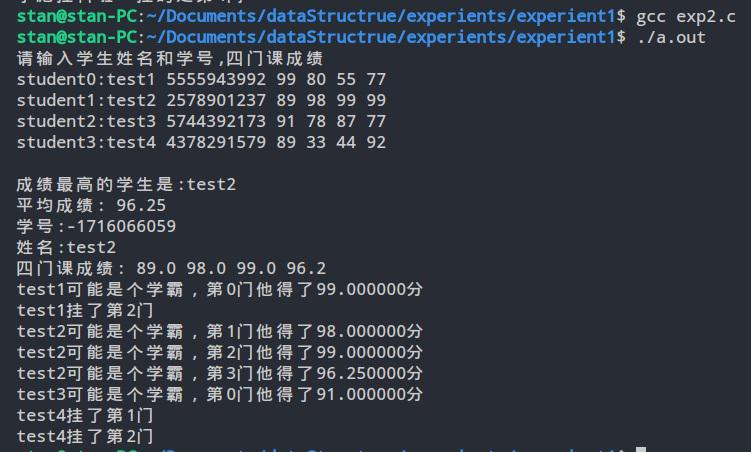 stan@stan-PC:~/Documents/dataStructrue/experients/experient1$ gcc exp2.c
stan@stan-PC:~/Documents/dataStructrue/experients/experient1$ ./a.out
请输入学生姓名和学号,四门课成绩
student0:test1 5555943992 99 80 55 77
student1:test2 2578901237 89 98 99 99
student2:test3 5744392173 91 78 87 77
student3:test4 4378291579 89 33 44 92
成绩最高的学生是:test2
平均成绩: 96.25
学号:-1716066059
姓名:test2
四门课成绩: 89.0 98.0 99.0 96.2
test1可能是个学霸，第0门他得了99.000000分
test1挂了第2门
test2可能是个学霸，第1门他得了98.000000分
test2可能是个学霸，第2门他得了99.000000分
test2可能是个学霸，第3门他得了96.250000分
test3可能是个学霸，第0门他得了91.000000分
test4挂了第1门
test4挂了第2门